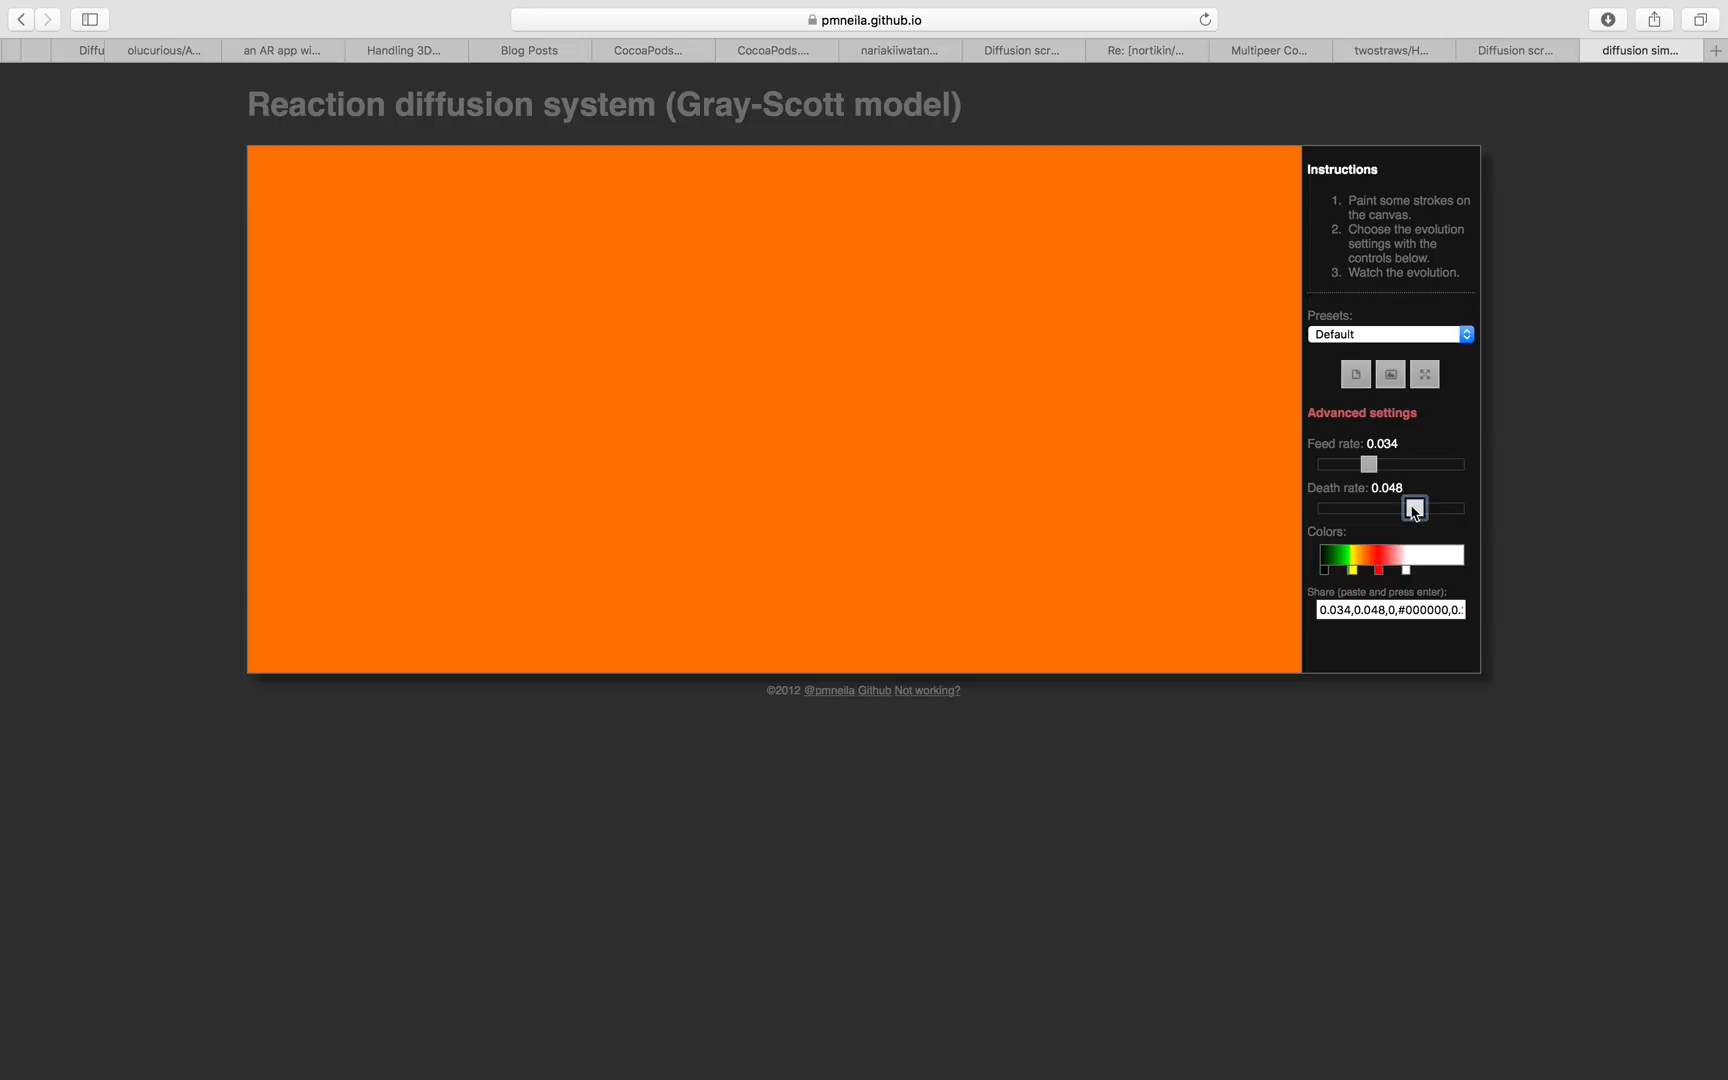 pmneila.github.io
Diffu
olucurious/A...
an AR app wi...
Handling 3D...
Blog Posts
CocoaPods...
CocoaPods....
nariakiiwatan...
Diffusion scr...
Re: [nortikin/...
Multipeer Co...
twostraws/H...
Diffusion scr...
diffusion sim...
Reaction diffusion system (Gray-Scott model)
Instructions
1. Paint some strokes on
the canvas.
2. Choose the evolution
settings with the
controls below.
3. Watch the evolution.
Presets:
Default
Advanced settings
Feed rate: 0.034
Death rate: 0.048
Colors:
Share (paste and press enter):
0.034,0.048,0,#000000,0.
©2012 @pmneila Github Not working?